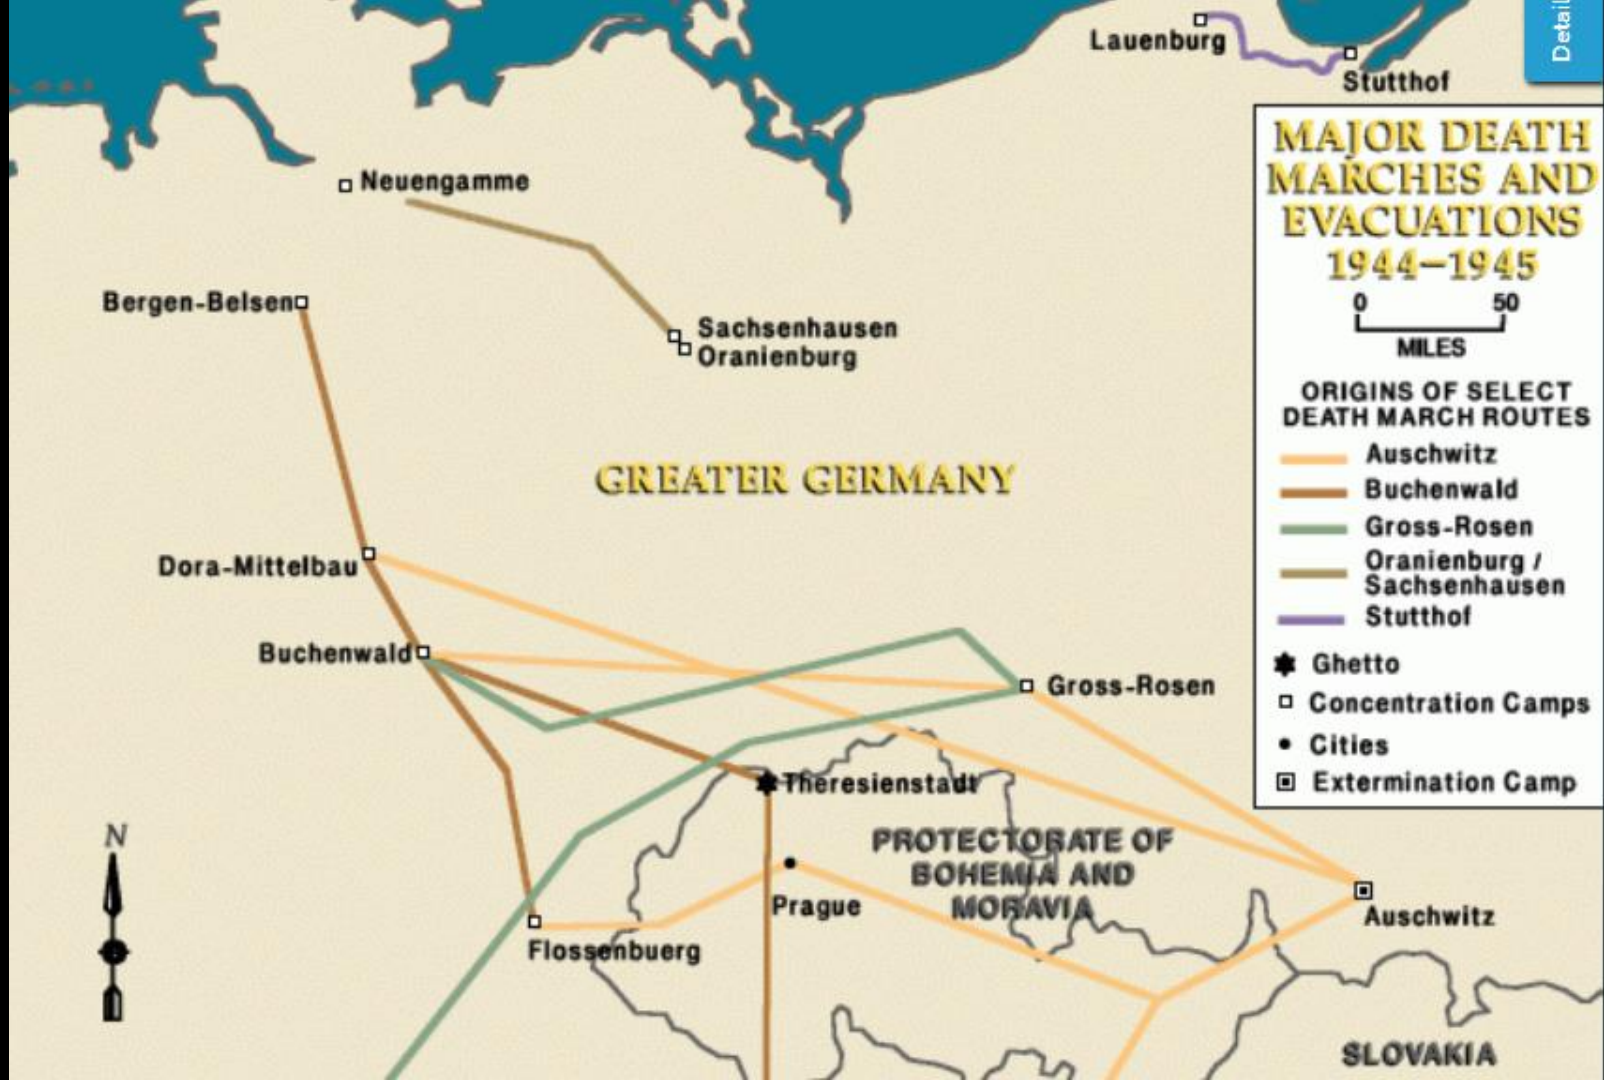 Detail
Lauenburg
Stutthof
MAJOR DEATH
MARCHES AND
EVACUATIONS
1944–1945
0 50
MILES
ORIGINS OF SELECT
DEATH MARCH ROUTES
Auschwitz
Buchenwald
Gross-Rosen
Oranienburg /
Sachsenhausen
Stutthof
Ghetto
Concentration Camps
Cities
Extermination Camp
Neuengamme
Bergen-Belsen
Sachsenhausen
Oranienburg
GREATER GERMANY
Dora-Mittelbau
Buchenwald
Gross-Rosen
Theresienstadt
PROTECTORATE OF
BOHEMIA AND
MORAVIA
N
Prague
Auschwitz
Flossenbuerg
SLOVAKIA